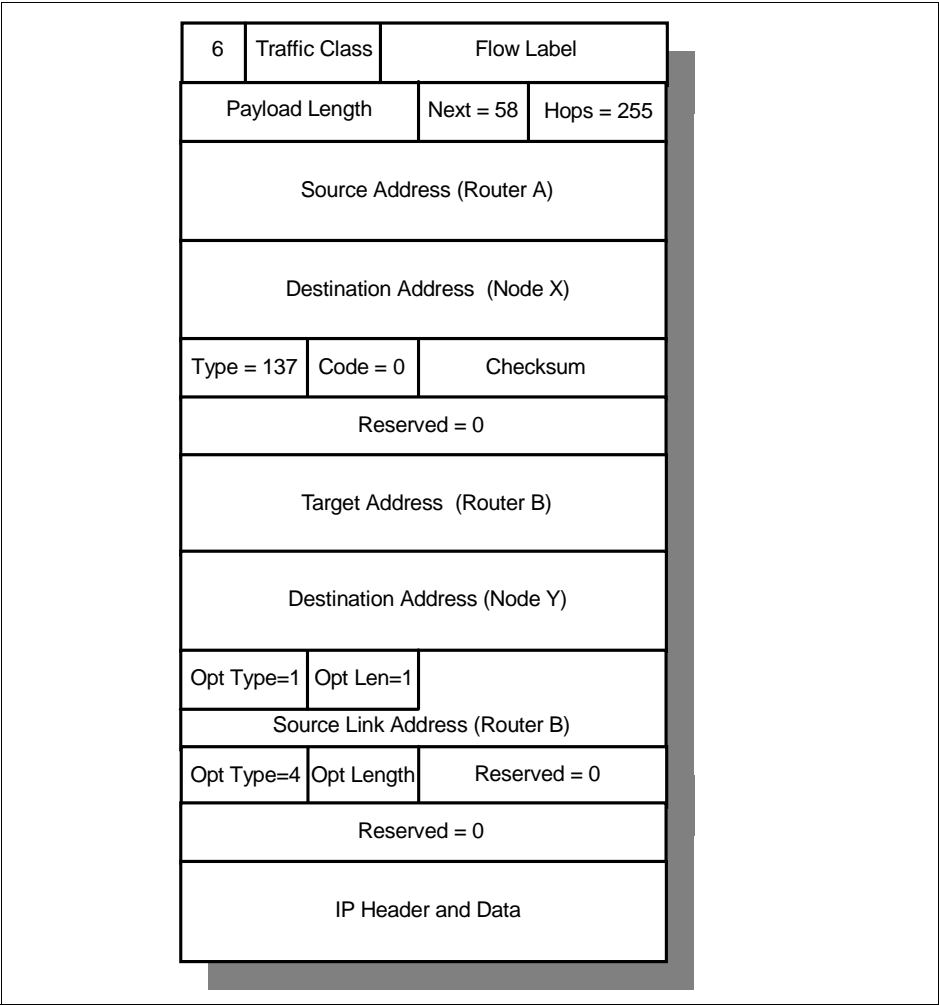 6 Traffic Class Flow Label
Payload Length Next = 58 Hops = 255
Source Address (Router A)
Destination Address (Node X)
Type = 137 Code = 0 Checksum
Reserved = 0
Target Address (Router B)
Destination Address (Node Y)
Opt Type=1 Opt Len=1
Source Link Address (Router B)
Opt Type=4 Opt Length Reserved = 0
Reserved = 0
IP Header and Data